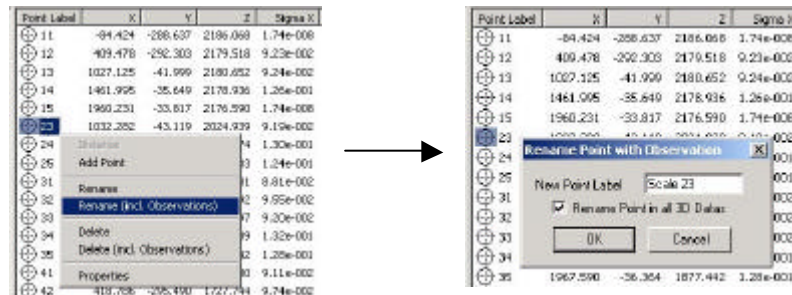 Point Label X Y Z Sigma X
11 -84.424 -288.637 2186.068 1.74e-008
12 409.478 -292.303 2179.518 9.23e-002
13 1027.125 -41.999 2180.652 9.24e-002
14 1461.995 -35.649 2178.936 1.26e-001
15 1960.231 -33.817 2176.590 1.74e-008
23 1032.282 -43.119 2024.939 9.19e-002
24 Distance 74 1.30e-001
25 Add Point 1.24e-001
31 8.81e-002
Rename
32 Rename (incl. Observations) 9.55e-002
33 9.20e-002
34 Delete 1.32e-001
35 Delete (incl. Observations) 1.28e-001
41 Properties 9.11e-002
42 418.786 -295.490 1727.744 9.74e-002
Point Label X Y Z Sigma X
11 -84.424 -288.637 2186.068 1.74e-008
12 409.478 -292.303 2179.518 9.23e-002
13 1027.125 -41.999 2180.652 9.24e-002
14 1461.995 -35.649 2178.936 1.26e-001
15 1960.231 -33.817 2176.590 1.74e-008
23
24 Rename Point with Observation
25
31 New Point Label Scale 23
32 Rename Point in all 3D Datas
33 OK Cancel
34
35 1967.590 -36.364 1877.442 1.28e-001